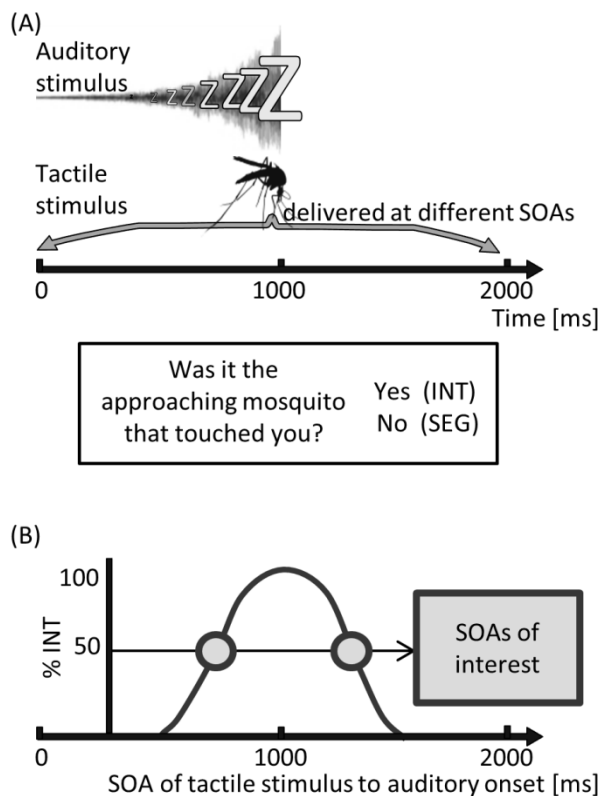 (A)
Auditory
stimulus
z z z Z Z Z Z
Tactile
stimulus
delivered at different SOAs
0 1000 2000
Time [ms]
Was it the
approaching mosquito
that touched you?
Yes (INT)
No (SEG)
(B)
100
50
% INT
SOAs of
interest
0 1000 2000
SOA of tactile stimulus to auditory onset [ms]